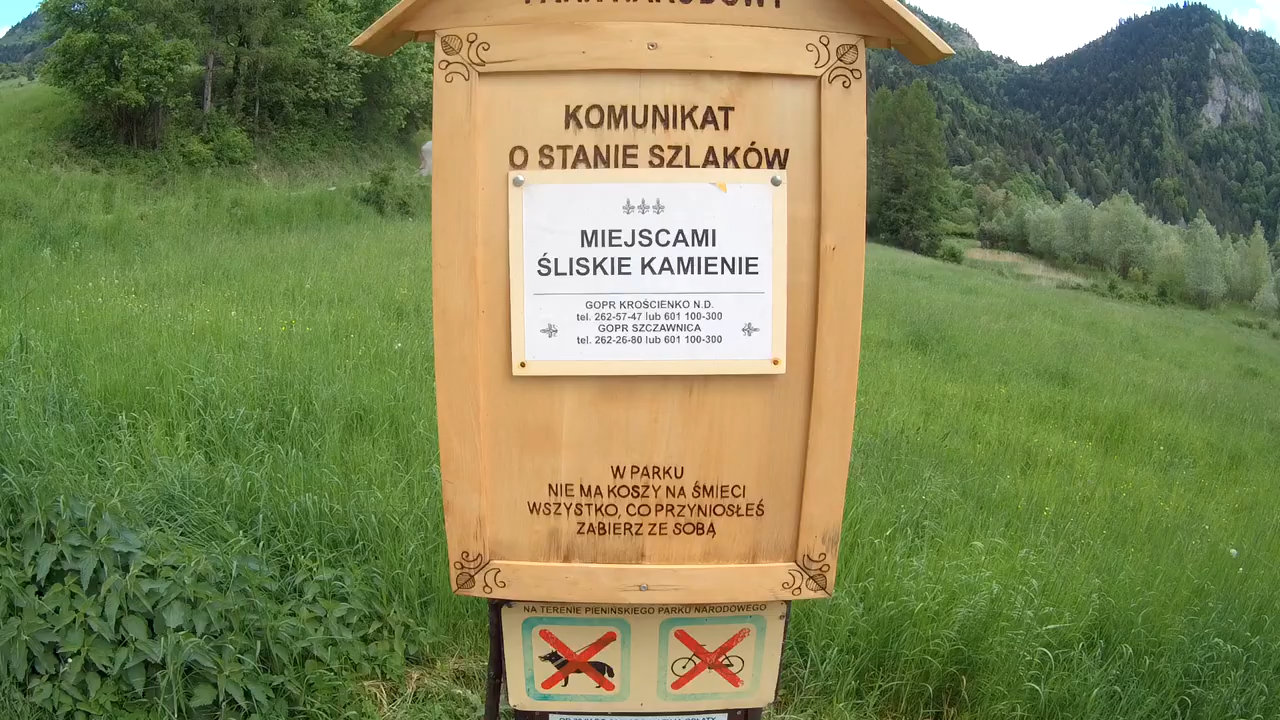 PARK NARODOWY
KOMUNIKAT
O STANIE SZLAKÓW
MIEJSCAMI
ŚLISKIE KAMIENIE
GOPR KROŚCIENKO N.D.
tel. 262-57-47 lub 601 100-300
GOPR SZCZAWNICA
tel. 262-26-80 lub 601 100-300
W PARKU
NIE MA KOSZY NA ŚMIECI
WSZYSTKO, CO PRZYNIOSŁEŚ
ZABIERZ ZE SOBĄ
NA TERENIE PIENIŃSKIEGO PARKU NARODOWEGO